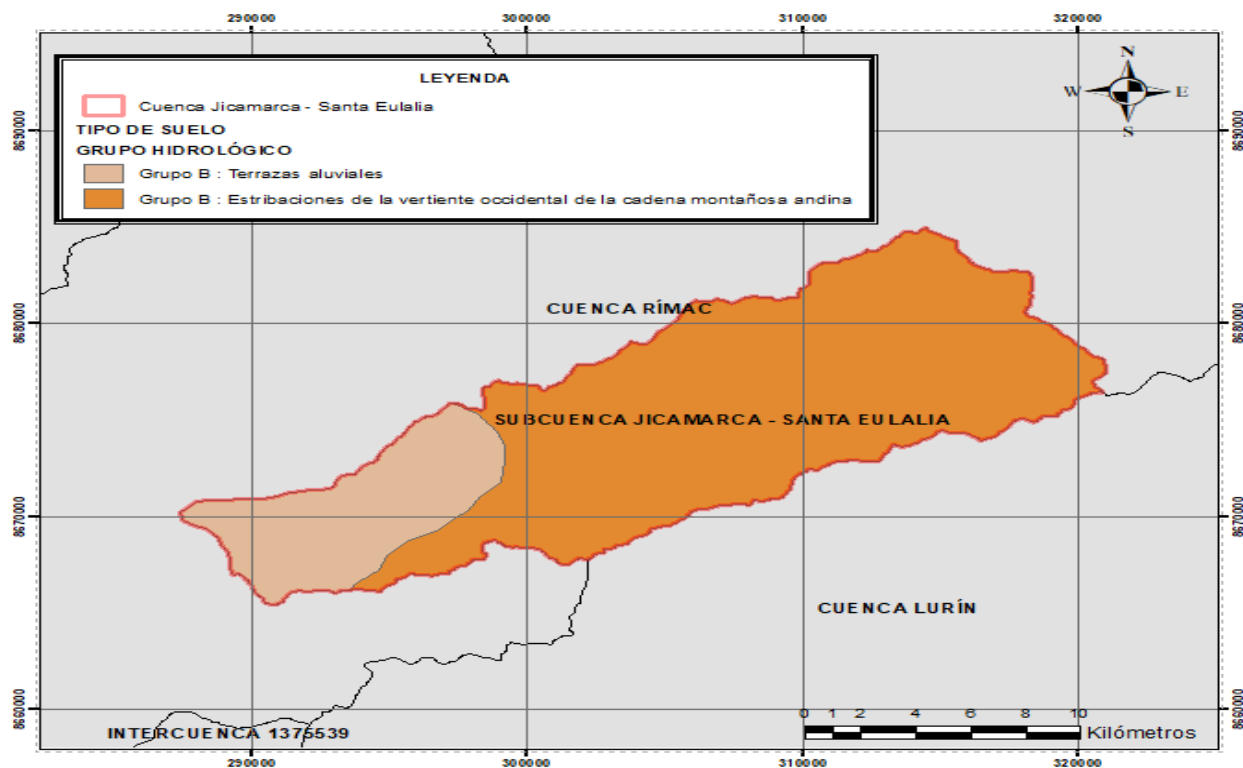 290000 300000 310000 320000
N
W E
S
LEYENDA
Cuenca Jicamarca - Santa Eulalia
TIPO DE SUELO
GRUPO HIDROLÓGICO
Grupo B : Terrazas aluviales
Grupo B : Estribaciones de la vertiente occidental de la cadena montañosa andina
8690000 8690000
CUENCA RÍMAC
8680000 8680000
SUBCUENCA JICAMARCA - SANTA EULALIA
8670000 8670000
CUENCA LURÍN
8660000 8660000
INTERCUENCA 1375539
0 1 2 4 6 8 10
Kilómetros
290000 300000 310000 320000